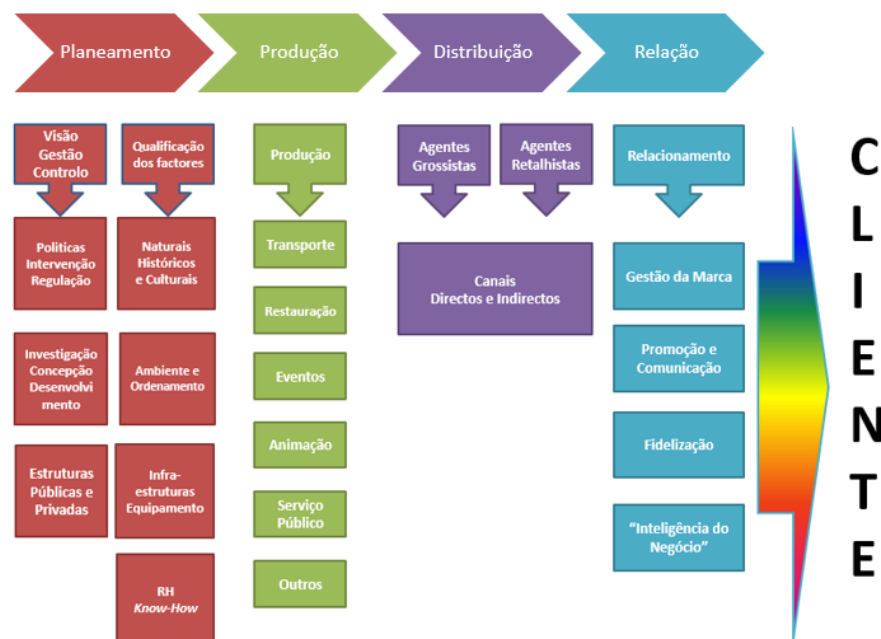 Planeamento
Produção
Distribuição
Relação
Visão
Gestão
Controlo
Politicas
Intervenção
Regulação
Investigação
Concepção
Desenvolvi
mento
Estruturas
Públicas e
Privadas
Qualificação
dos factores
Naturais
Históricos
e Culturais
Ambiente e
Ordenamento
Infra-
estruturas
Equipamento
RH
Know-How
Produção
Transporte
Restauração
Eventos
Animação
Serviço
Público
Outros
Agentes
Grossistas
Agentes
Retalhistas
Canais
Directos e Indirectos
Relacionamento
Gestão da Marca
Promoção e
Comunicação
Fidelização
“Inteligência do
Negócio”
CLIENTE